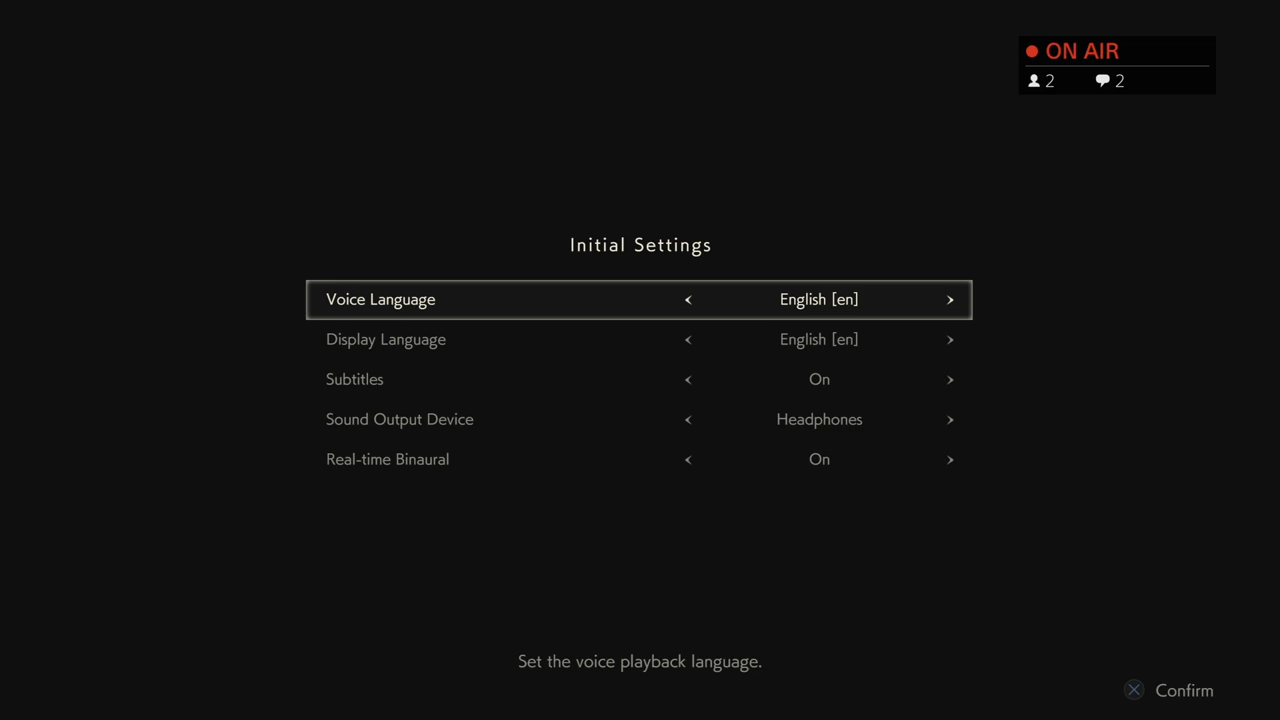 ON AIR
2 2
Initial Settings
Voice Language < English [en] >
Display Language < English [en] >
Subtitles < On >
Sound Output Device < Headphones >
Real-time Binaural < On >
Set the voice playback language.
Confirm